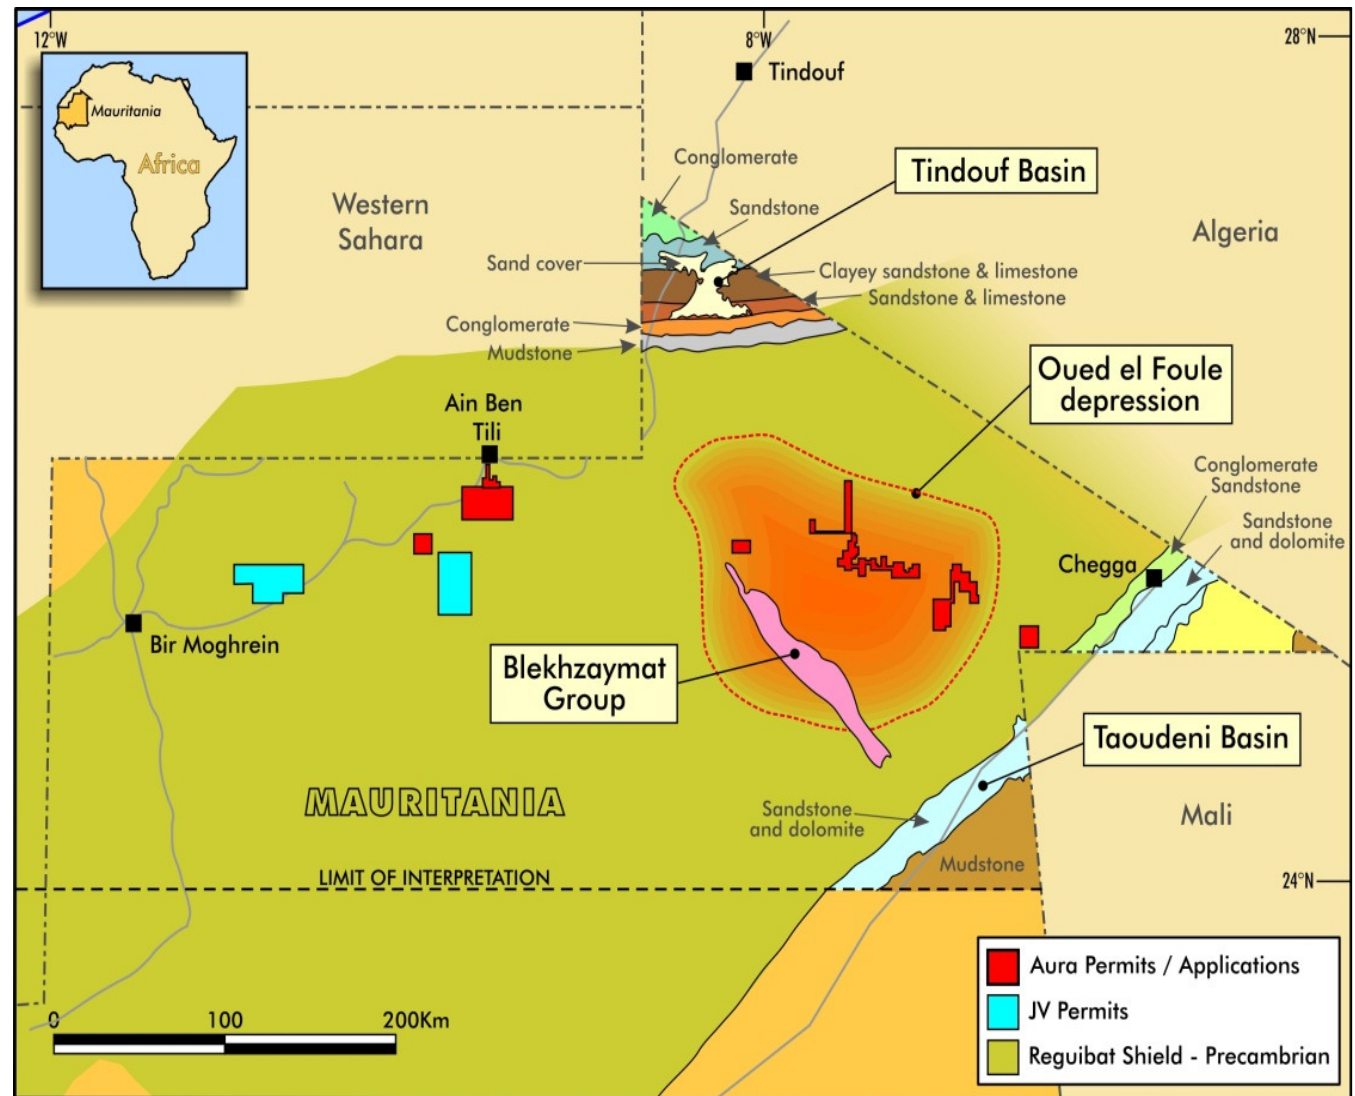 12°W
8°W
28°N
Tindouf
Mauritania
Africa
Conglomerate
Tindouf Basin
Western
Sahara
Sandstone
Algeria
Sand cover
Clayey sandstone & limestone
Sandstone & limestone
Conglomerate
Mudstone
Oued el Foule
depression
Ain Ben
Tili
Conglomerate
Sandstone
Sandstone
and dolomite
Chegga
Bir Moghrein
Blekhzaymat
Group
Taoudeni Basin
MAURITANIA
Sandstone
and dolomite
Mali
Mudstone
LIMIT OF INTERPRETATION
24°N
Aura Permits / Applications
JV Permits
Reguibat Shield - Precambrian
0 100 200Km